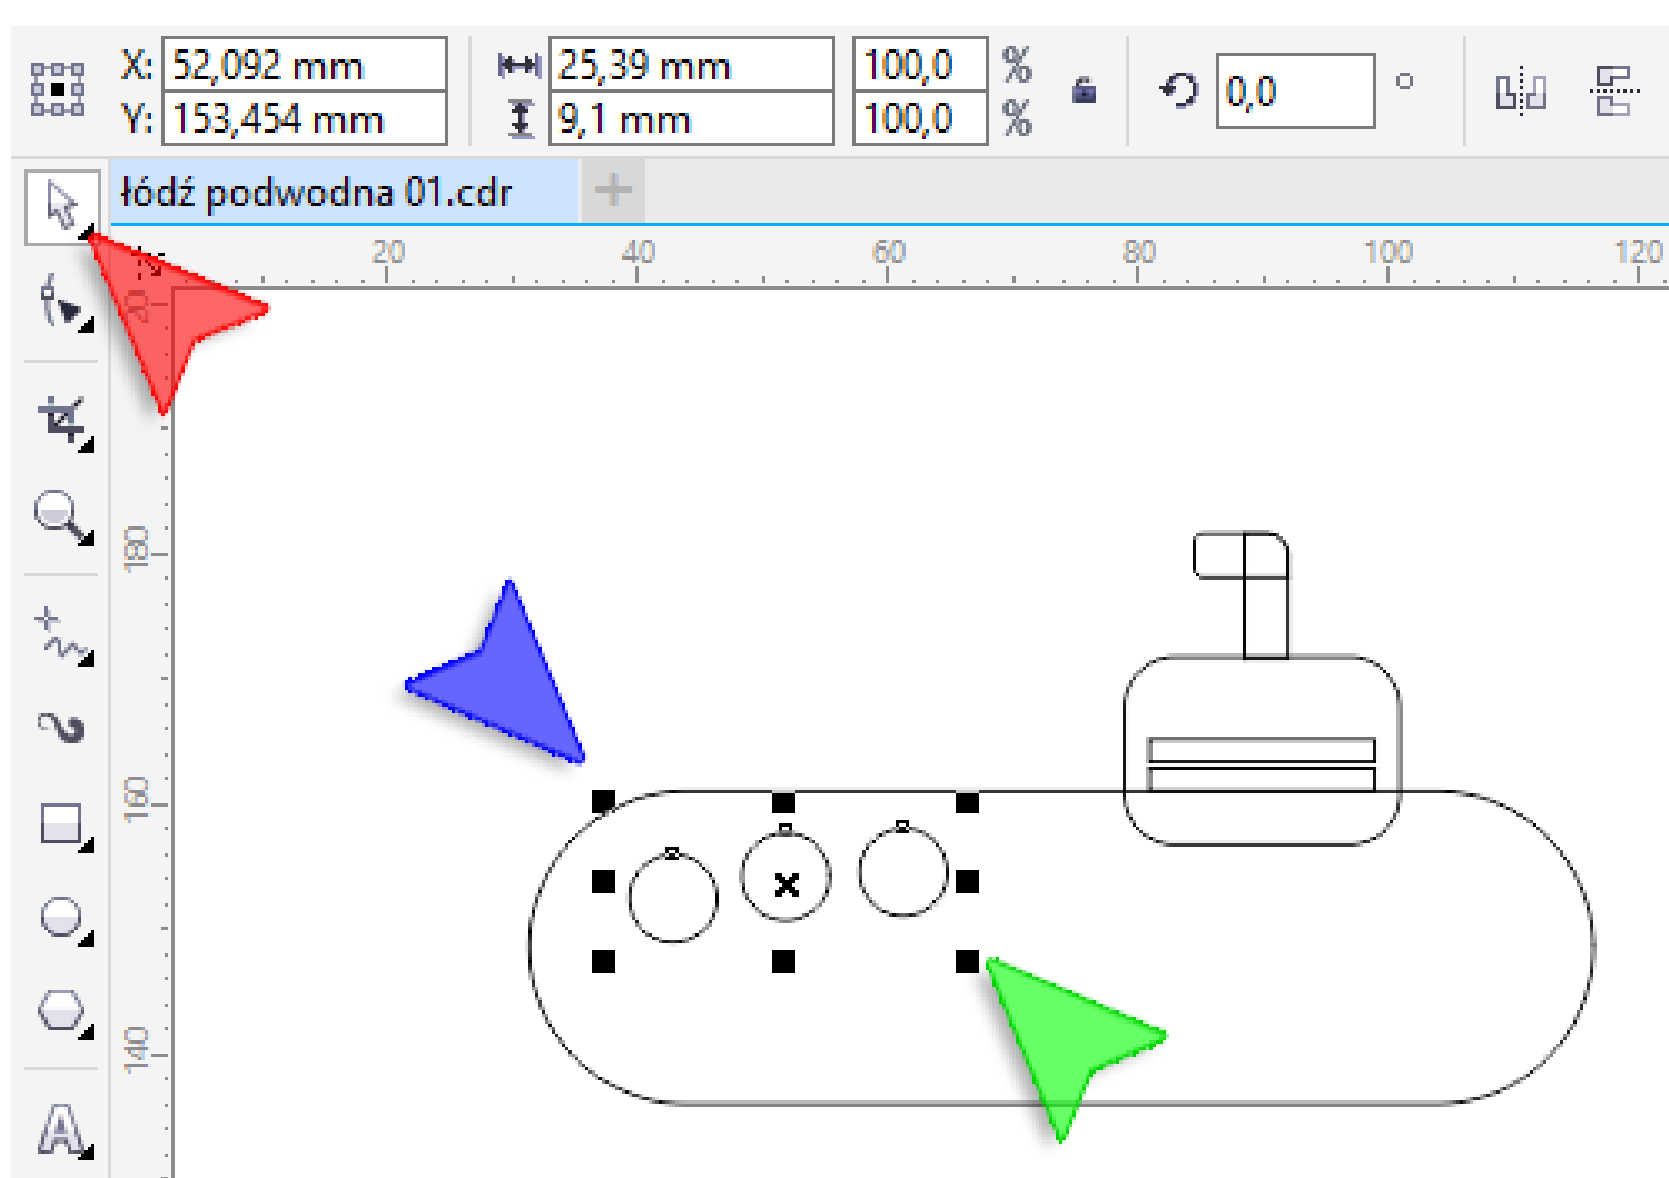 X: 52,092 mm 25,39 mm 100,0 %
Y: 153,454 mm 9,1 mm 100,0 %
0,0 °
łódź podwodna 01.cdr
20 40 60 80 100 120
180
160
140